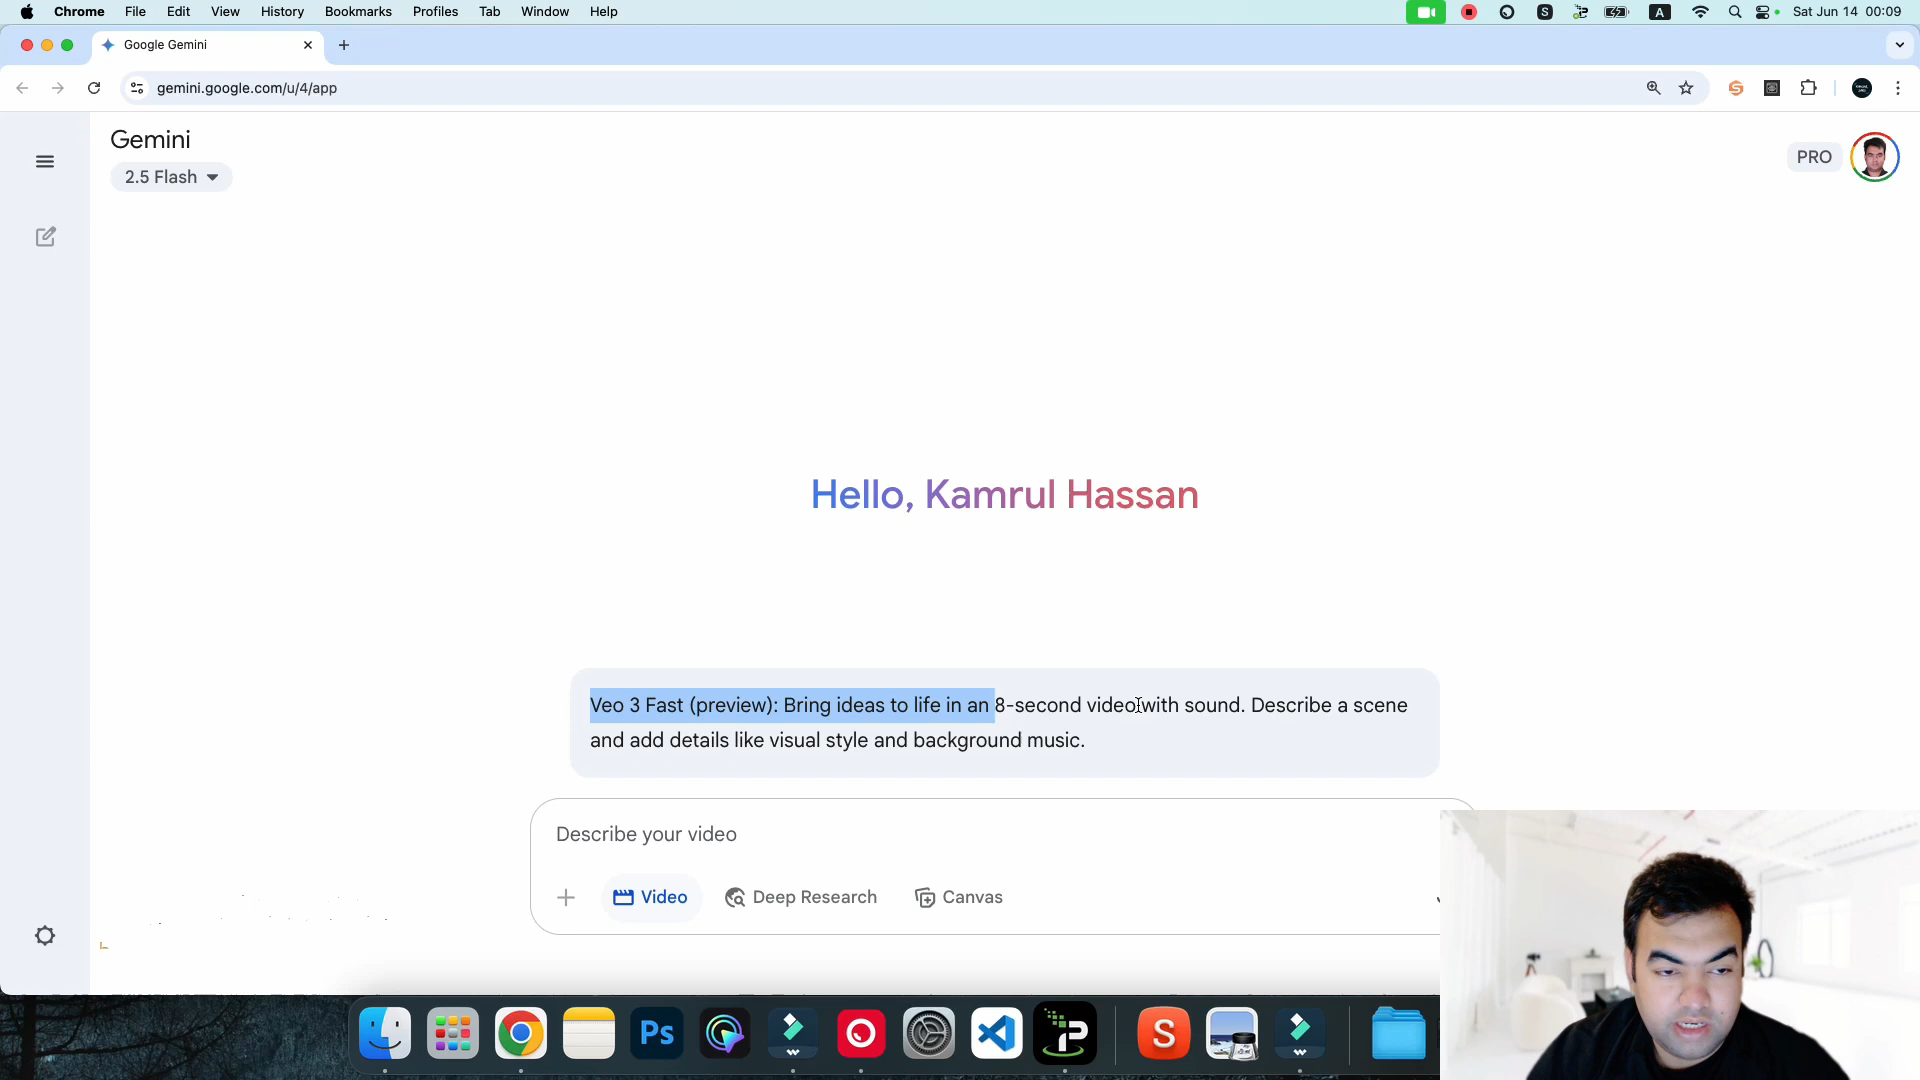 Chrome File Edit View History Bookmarks Profiles Tab Window Help
S A Sat Jun 14 00:09
Google Gemini
gemini.google.com/u/4/app
Gemini
2.5 Flash
PRO
Hello, Kamrul Hassan
Veo 3 Fast (preview): Bring ideas to life in an 8-second video with sound. Describe a scene
and add details like visual style and background music.
Describe your video
Video Deep Research Canvas
Ps
S